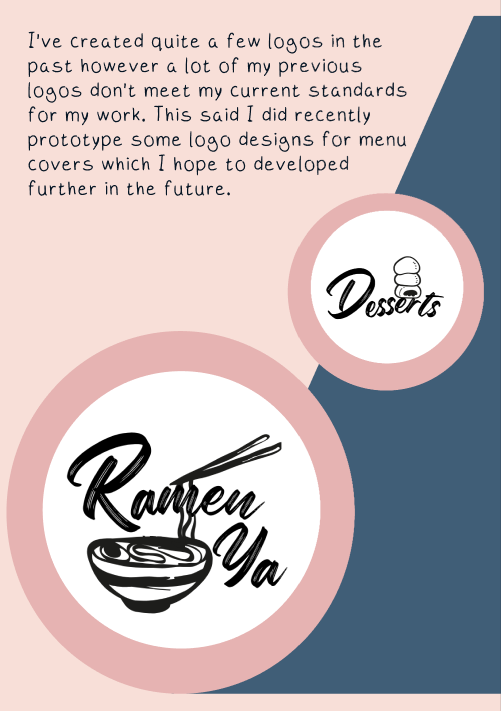 I've created quite a few logos in the
past however a lot of my previous
logos don't meet my current standards
for my work. This said I did recently
prototype some logo designs for menu
covers which I hope to developed
further in the future.
Desserts
Ramen
Ya